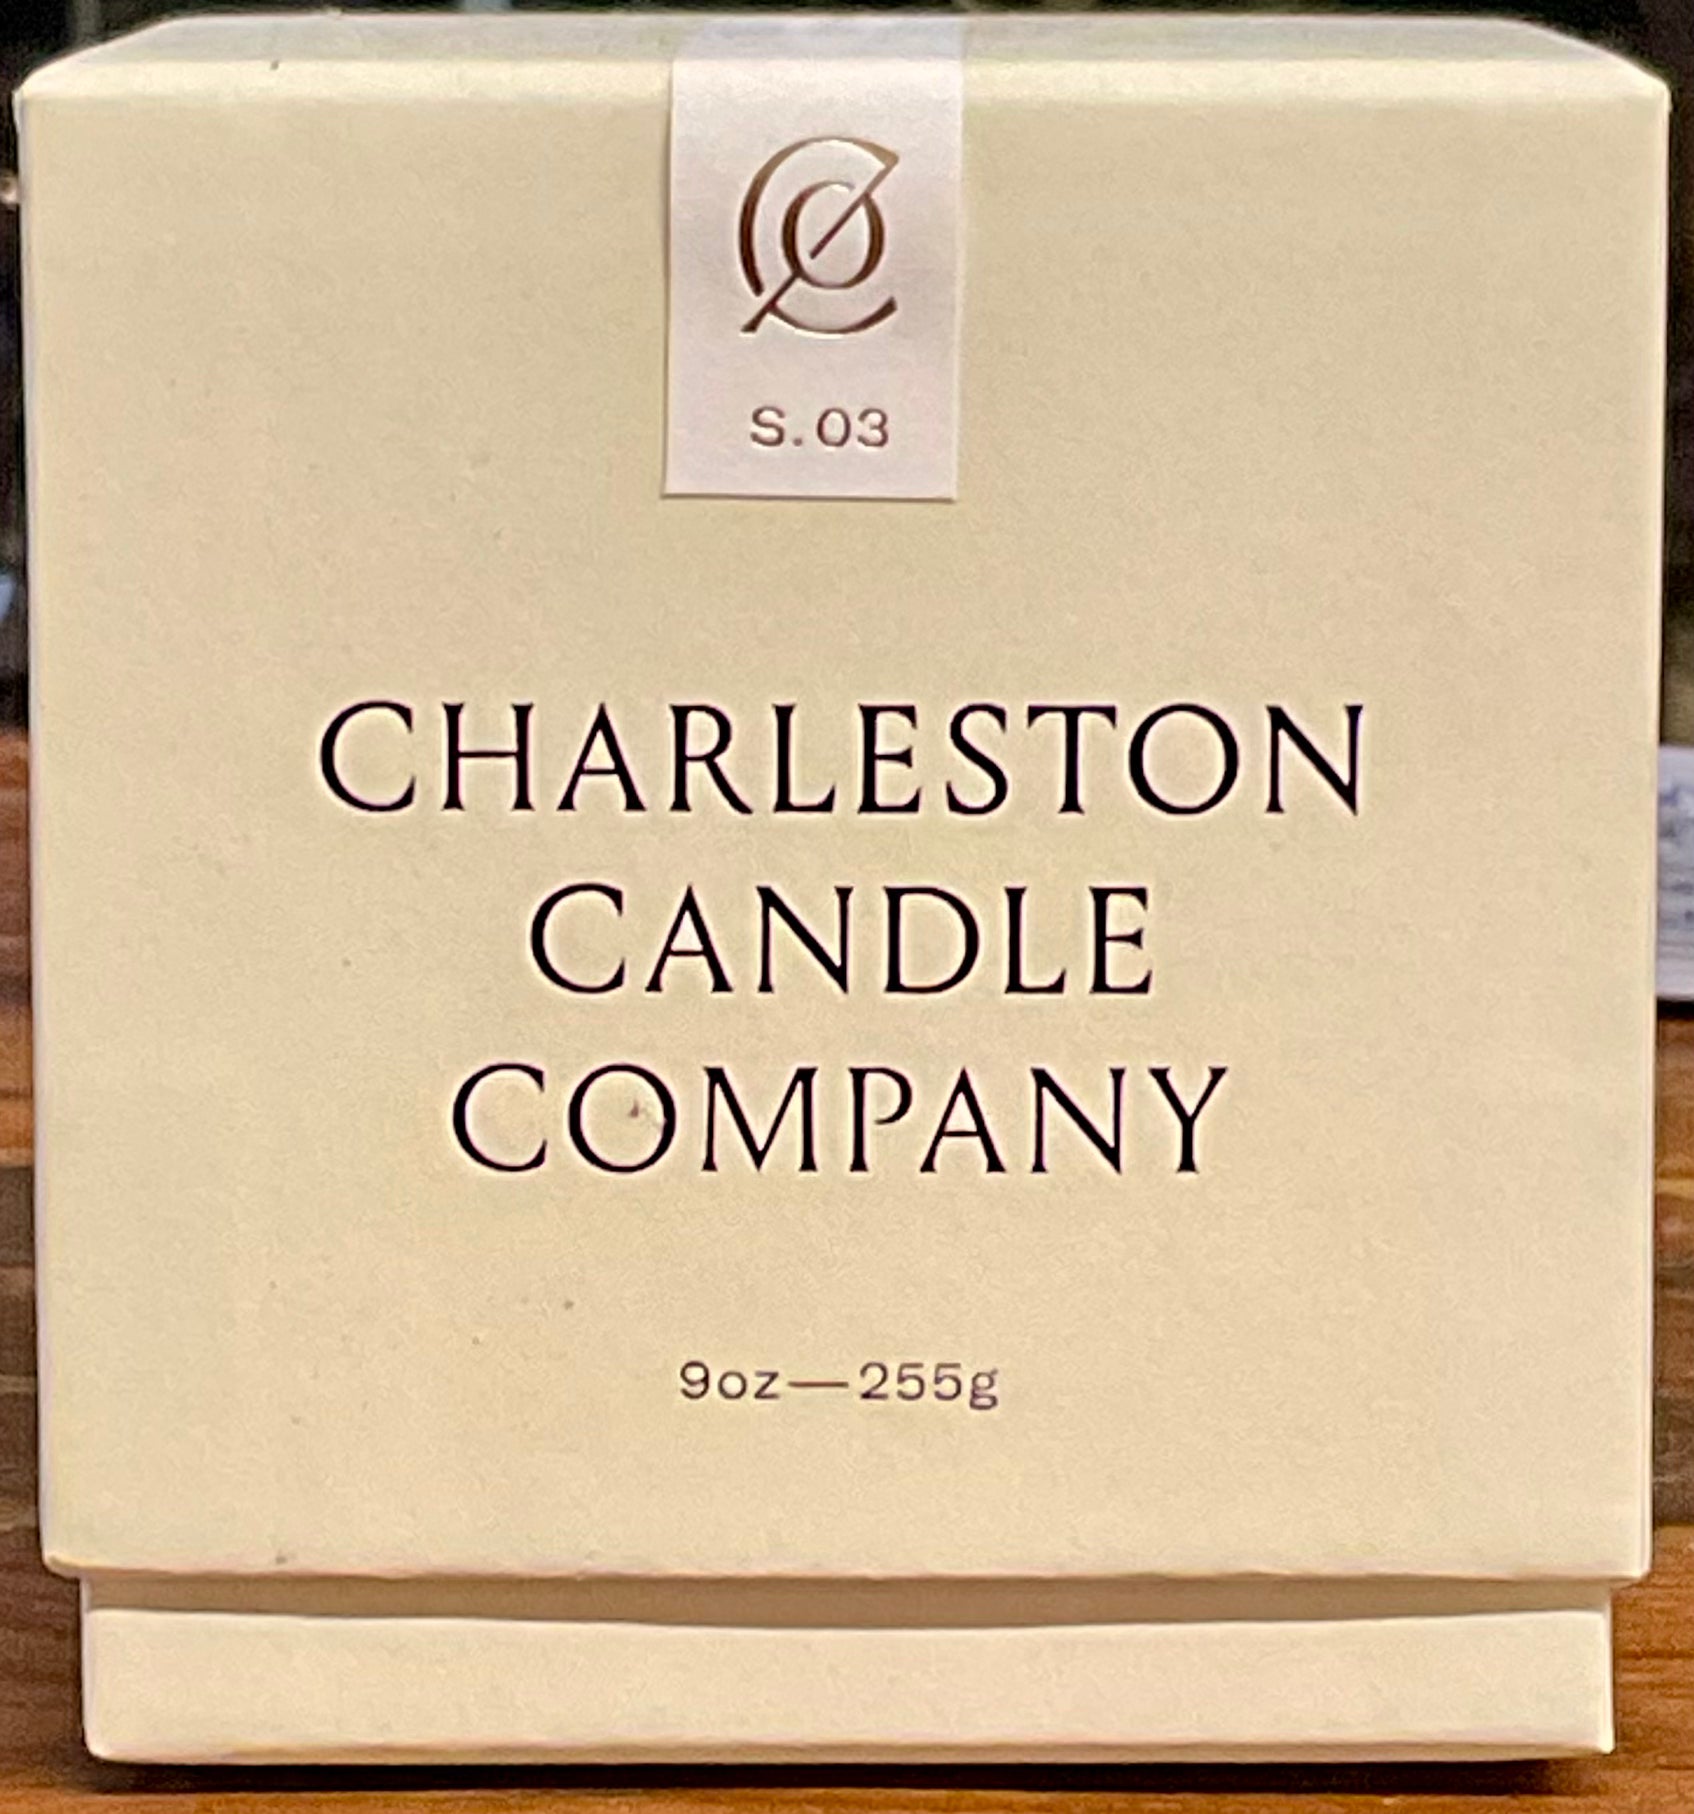 S.03
CHARLESTON
CANDLE
COMPANY
9oz—255g